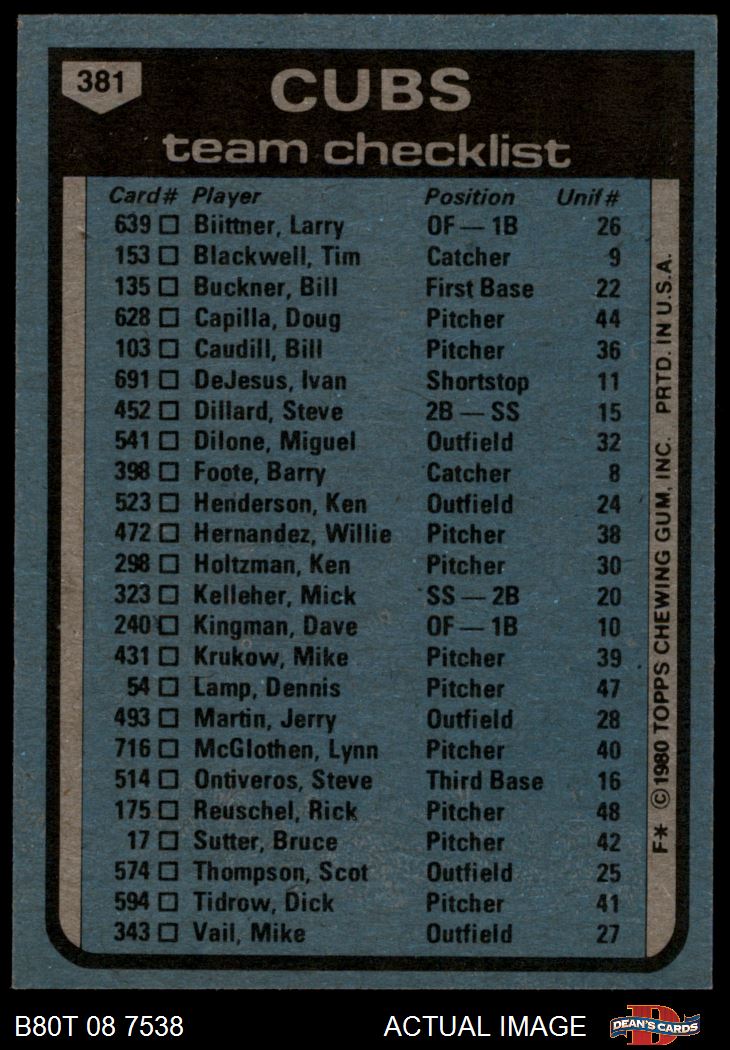 381
CUBS
team checklist
Card# Player Position Unif#
639 □ Biittner, Larry OF — 1B 26
153 □ Blackwell, Tim Catcher 9
135 □ Buckner, Bill First Base 22
628 □ Capilla, Doug Pitcher 44
103 □ Caudill, Bill Pitcher 36
691 □ DeJesus, Ivan Shortstop 11
452 □ Dillard, Steve 2B — SS 15
541 □ Dilone, Miguel Outfield 32
398 □ Foote, Barry Catcher 8
523 □ Henderson, Ken Outfield 24
472 □ Hernandez, Willie Pitcher 38
298 □ Holtzman, Ken Pitcher 30
323 □ Kelleher, Mick SS — 2B 20
240 □ Kingman, Dave OF — 1B 10
431 □ Krukow, Mike Pitcher 39
54 □ Lamp, Dennis Pitcher 47
493 □ Martin, Jerry Outfield 28
716 □ McGlothen, Lynn Pitcher 40
514 □ Ontiveros, Steve Third Base 16
175 □ Reuschel, Rick Pitcher 48
17 □ Sutter, Bruce Pitcher 42
574 □ Thompson, Scot Outfield 25
594 □ Tidrow, Dick Pitcher 41
343 □ Vail, Mike Outfield 27
F* ©1980 TOPPS CHEWING GUM, INC. PRTD. IN U.S.A.
B80T 08 7538 ACTUAL IMAGE
D
DEAN'S CARDS